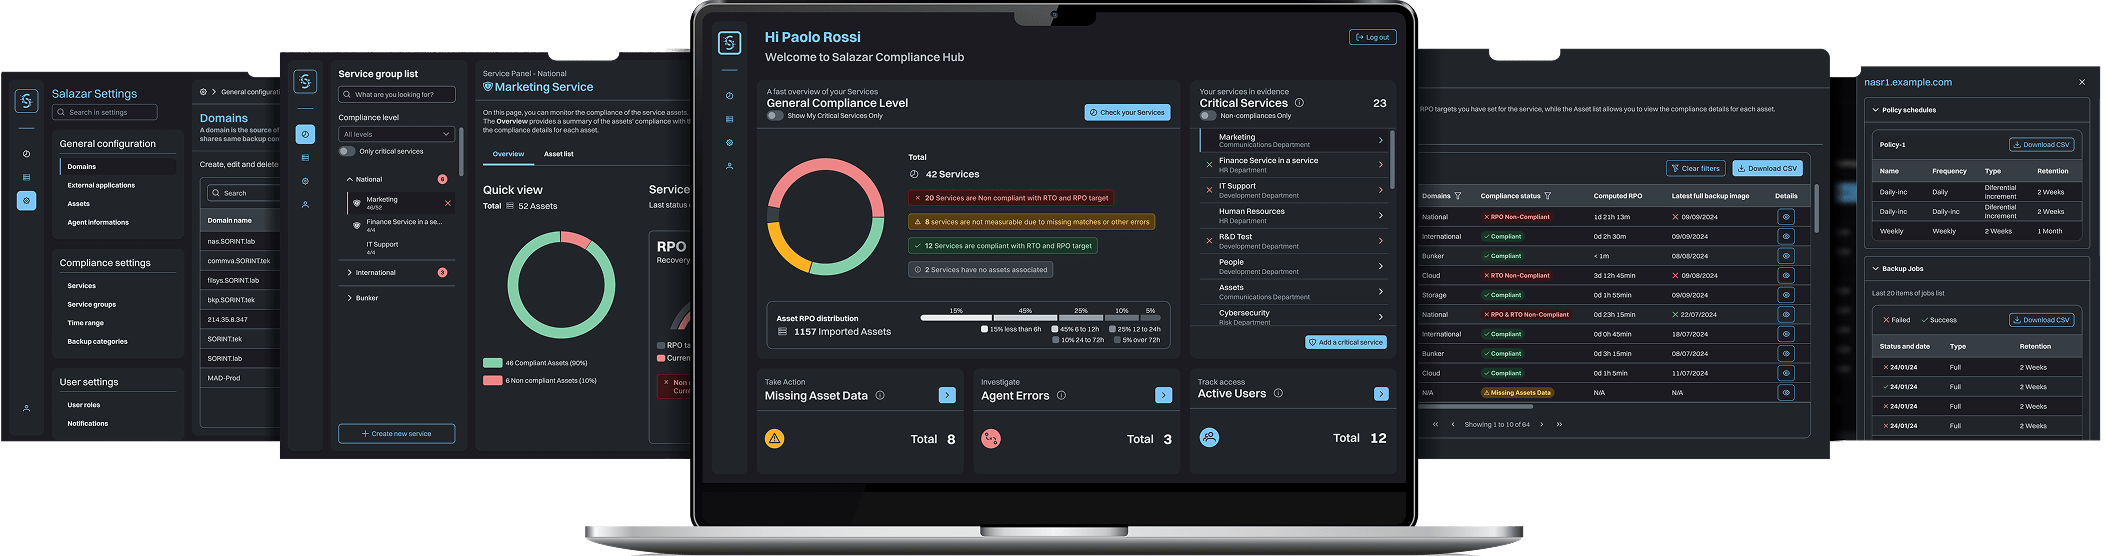 Salazar Settings
Search in settings
General configuration
Domains
External applications
Assets
Agent informations
Compliance settings
Services
Service groups
Time range
Backup categories
User settings
User roles
Notifications
General configurati
Domains
A domain is the source of
shares same backup con
Create, edit and delete
Search
Domain name
nas.SORINT.lab
commva.SORINT.tek
filsys.SORINT.lab
bkp.SORINT.tek
214.35.8.347
SORINT.tek
SORINT.lab
MAD-Prod
Service group list
What are you looking for?
Compliance level
All levels
Only critical services
National
6
Marketing
46/52
Finance Service in a se...
4/4
IT Support
4/4
International
3
Bunker
Create new service
Service Panel - National
Marketing Service
On this page, you can monitor the compliance of the service assets.
The Overview provides a summary of the assets' compliance with th
the compliance details for each asset.
Overview
Asset list
Quick view
Total 52 Assets
46 Compliant Assets (90%)
6 Non compliant Assets (10%)
Service
Last status
RPO
Recovery
RPO ta
Current
Non
Curre
Hi Paolo Rossi
Welcome to Salazar Compliance Hub
Log out
A fast overview of your Services
General Compliance Level
Show My Critical Services Only
Check your Services
Total
42 Services
20 Services are Non compliant with RTO and RPO target
8 services are not measurable due to missing matches or other errors
12 Services are compliant with RTO and RPO target
2 Services have no assets associated
Asset RPO distribution
1157 Imported Assets
15% 45% 25% 10% 5%
15% less than 6h 45% 6 to 12h 25% 12 to 24h
10% 24 to 72h 5% over 72h
Your services in evidence
Critical Services 23
Non-compliances Only
Marketing
Communications Department
Finance Service in a service
HR Department
IT Support
Development Department
Human Resources
HR Department
R&D Test
Development Department
People
Development Department
Assets
Communications Department
Cybersecurity
Risk Department
Add a critical service
Take Action
Missing Asset Data
Total 8
Investigate
Agent Errors
Total 3
Track access
Active Users
Total 12
RPO targets you have set for the service, while the Asset list allows you to view the compliance details for each asset.
Clear filters
Download CSV
Domains Compliance status Computed RPO Latest full backup image Details
National RPO Non-Compliant 1d 21h 13m 09/09/2024
International Compliant 0d 2h 30m 09/09/2024
Bunker Compliant < 1m 08/08/2024
Cloud RTO Non-Compliant 3d 12h 45min 09/08/2024
Storage Compliant 0d 1h 55min 09/09/2024
National RPO & RTO Non-Compliant 0d 23h 15min 22/07/2024
International Compliant 0d 0h 45min 18/07/2024
Bunker Compliant 0d 3h 15min 08/07/2024
Cloud Compliant 0d 1h 5min 11/07/2024
N/A Missing Assets Data N/A N/A
Showing 1 to 10 of 64
nasr1.example.com
Policy schedules
Policy-1
Download CSV
Name Frequency Type Retention
Daily-inc Daily Diferential Increment 2 Weeks
Daily-inc Daily-inc Diferential Increment 2 Weeks
Weekly Weekly 2 Weeks 1 Month
Backup Jobs
Last 20 items of jobs list
Failed Success
Download CSV
Status and date Type Retention
24/01/24 Full 2 Weeks
24/01/24 Full 2 Weeks
24/01/24 Full 2 Weeks
24/01/24 Full 2 Weeks